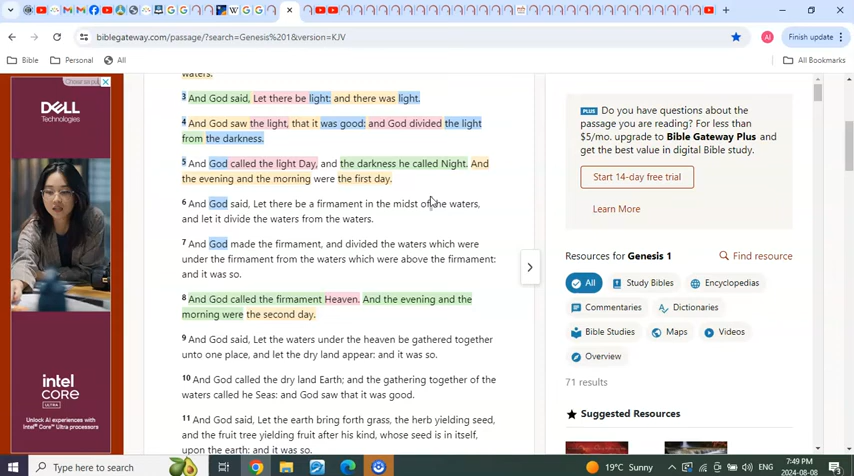 Finish update
biblegateway.com/passage/?search=Genesis%201&version=KJV
AI
Bible
Personal
All
All Bookmarks
waters.
3 And God said, Let there be light: and there was light.
4 And God saw the light, that it was good: and God divided the light
from the darkness.
5 And God called the light Day, and the darkness he called Night. And
the evening and the morning were the first day.
6 And God said, Let there be a firmament in the midst of the waters,
and let it divide the waters from the waters.
7 And God made the firmament, and divided the waters which were
under the firmament from the waters which were above the firmament:
and it was so.
8 And God called the firmament Heaven. And the evening and the
morning were the second day.
9 And God said, Let the waters under the heaven be gathered together
unto one place, and let the dry land appear: and it was so.
10 And God called the dry land Earth; and the gathering together of the
waters called he Seas: and God saw that it was good.
11 And God said, Let the earth bring forth grass, the herb yielding seed,
and the fruit tree yielding fruit after his kind, whose seed is in itself,
upon the earth: and it was so.
DELL
Technologies
intel
CORE
ULTRA
Unlock AI experiences with
Intel® Core™ Ultra processors
PLUS Do you have questions about the
passage you are reading? For less than
$5/mo. upgrade to Bible Gateway Plus and
get the best value in digital Bible study.
Start 14-day free trial
Learn More
Resources for Genesis 1
Find resource
All
Study Bibles
Encyclopedias
Commentaries
Dictionaries
Bible Studies
Maps
Videos
Overview
71 results
Suggested Resources
Type here to search
19°C Sunny
7:49 PM
2024-08-08